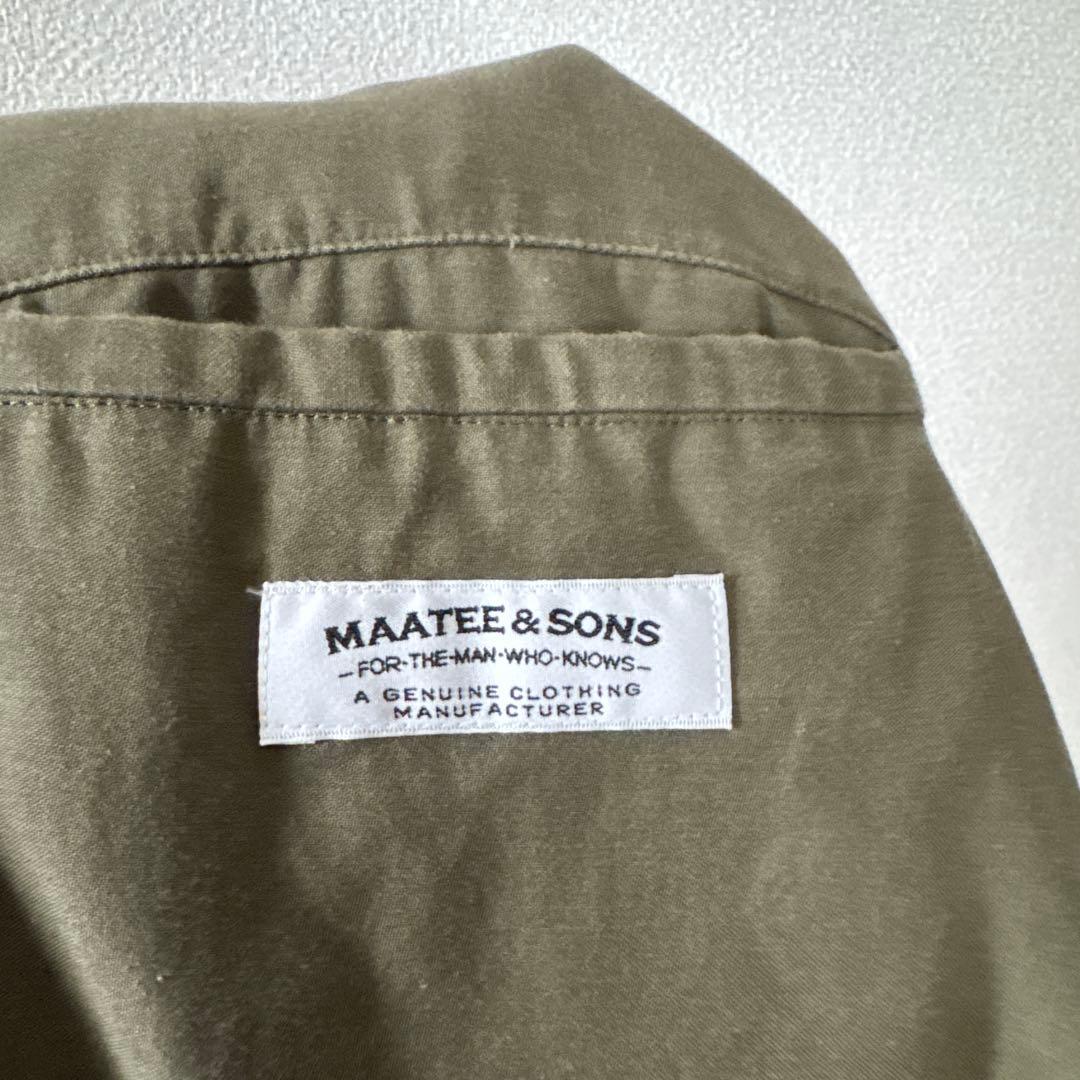 MAATEE & SONS
-FOR-THE-MAN-WHO-KNOWS-
A GENUINE CLOTHING
MANUFACTURER